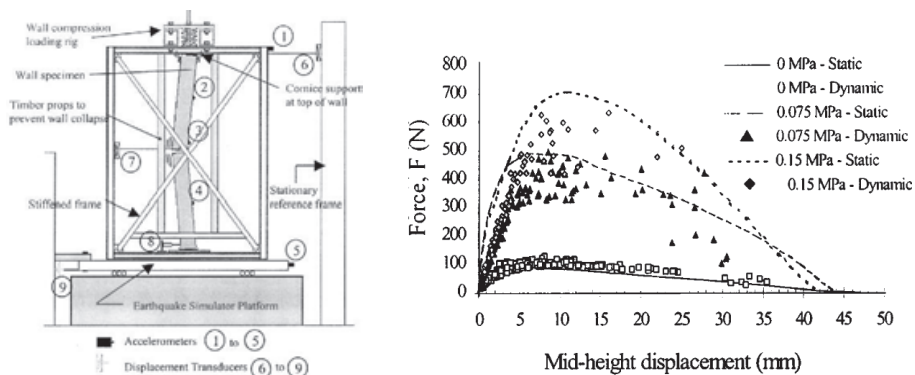 Wall compression
loading rig
1
6
Wall specimen
2
Cornice support
at top of wall
Timber props to
prevent wall collapse
3
7
4
Stationary
reference frame
Stiffened frame
8
5
9
Earthquake Simulator Platform
Accelerometers 1 to 5
Displacement Transducers 6 to 9
800
700
600
500
400
300
200
100
0
Force, F (N)
0 MPa - Static
0 MPa - Dynamic
0.075 MPa - Static
0.075 MPa - Dynamic
0.15 MPa - Static
0.15 MPa - Dynamic
0 5 10 15 20 25 30 35 40 45 50
Mid-height displacement (mm)